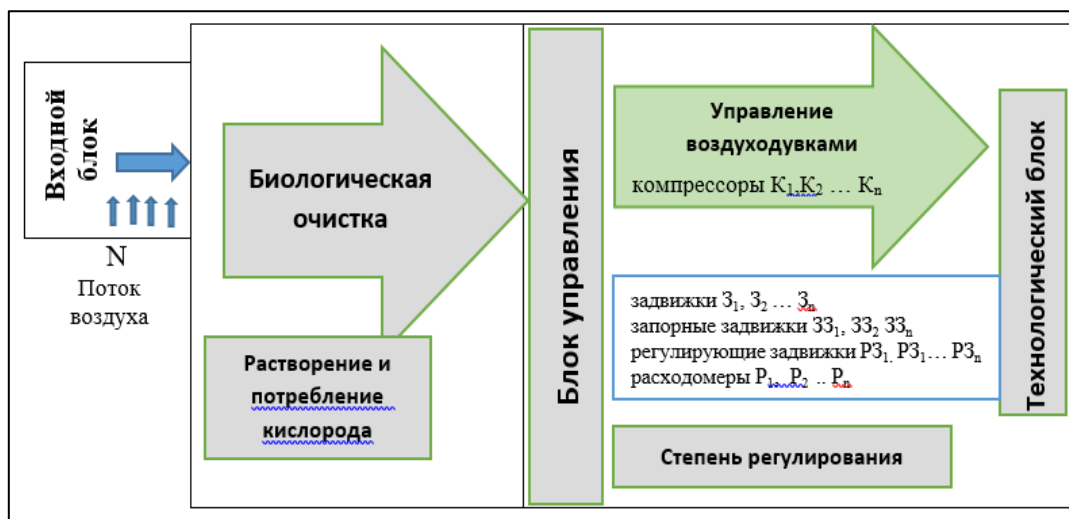 Входной
блок
N
Поток
воздуха
Биологическая
очистка
Растворение и
потребление
кислорода
Блок управления
Управление
воздуходувками
компрессоры К₁,К₂ … Кₙ
задвижки З₁, З₂ … Зₙ
запорные задвижки ЗЗ₁, ЗЗ₂ ЗЗₙ
регулирующие задвижки РЗ₁, РЗ₁… РЗₙ
расходомеры Р₁, Р₂ .. Рₙ
Степень регулирования
Технологический блок